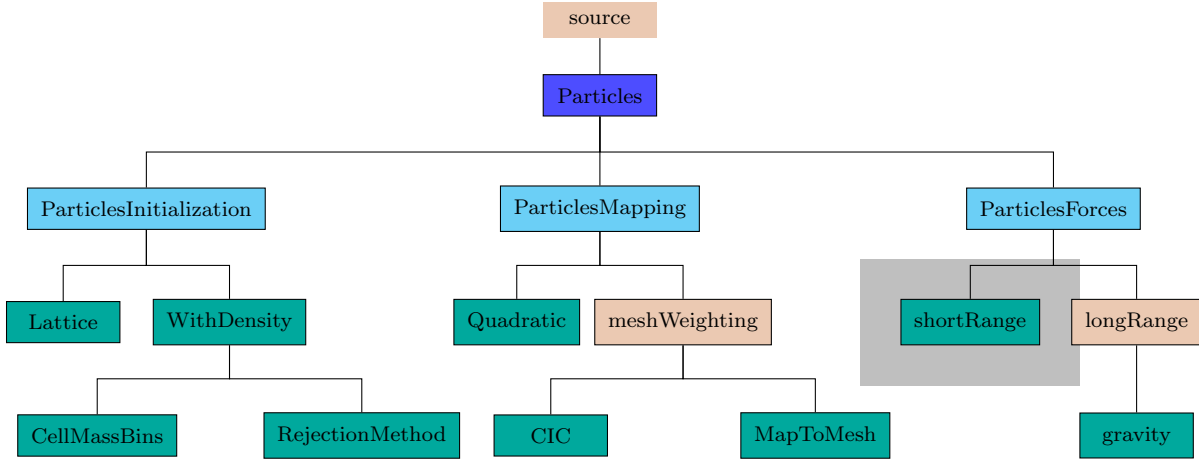 source
Particles
ParticlesInitialization
ParticlesMapping
ParticlesForces
Lattice
WithDensity
Quadratic
meshWeighting
shortRange
longRange
CellMassBins
RejectionMethod
CIC
MapToMesh
gravity